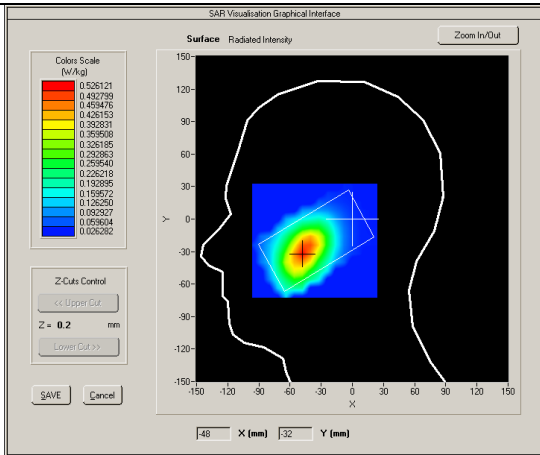 SAR Visualisation Graphical Interface
Surface Radiated Intensity
Zoom In/Out
Colors Scale
(W/kg)
0.526121
0.492799
0.459476
0.426153
0.392831
0.359508
0.326185
0.292863
0.259540
0.226218
0.192895
0.159572
0.126250
0.092927
0.059604
0.026282
Z-Cuts Control
<< Upper Cut
Z = 0.2 mm
Lower Cut >>
SAVE Cancel
150
120
90
60
30
0
-30
-60
-90
-120
-150
Y
-150 -120 -90 -60 -30 0 30 60 90 120 150
X
-48 X (mm) -32 Y (mm)